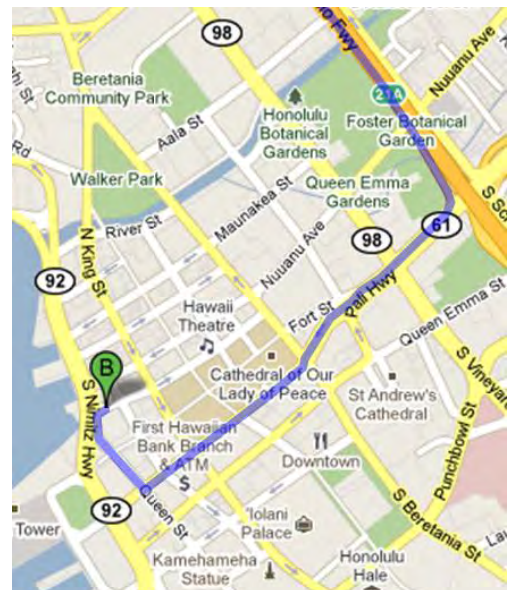 98
Nuuanu Ave
o Fwy
Beretania
Community Park
21A
Foster Botanical
Garden
Honolulu
Botanical
Gardens
Aala St
Rd
Walker Park
Maunakea St
Queen Emma
Gardens
River St
61
N King St
Nuuanu Ave
98
92
Pali Hwy
Hawaii
Theatre
Fort St
Queen Emma St
B
Cathedral of Our
Lady of Peace
S Vineyard
St Andrew's
Cathedral
S Nimitz Hwy
First Hawaiian
Bank Branch
& ATM
Punchbowl St
Downtown
$
92
Queen St
'Iolani
Palace
S Beretania St
Tower
Kamehameha
Statue
Honolulu
Hale